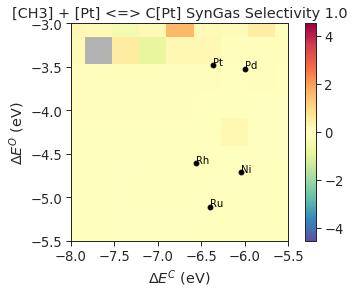 [CH3] + [Pt] <=> C[Pt] SynGas Selectivity 1.0
−3.0
−3.5
−4.0
−4.5
−5.0
−5.5
ΔE^O (eV)
Pt
Pd
Rh
Ni
Ru
−8.0 −7.5 −7.0 −6.5 −6.0 −5.5
ΔE^C (eV)
4
2
0
−2
−4